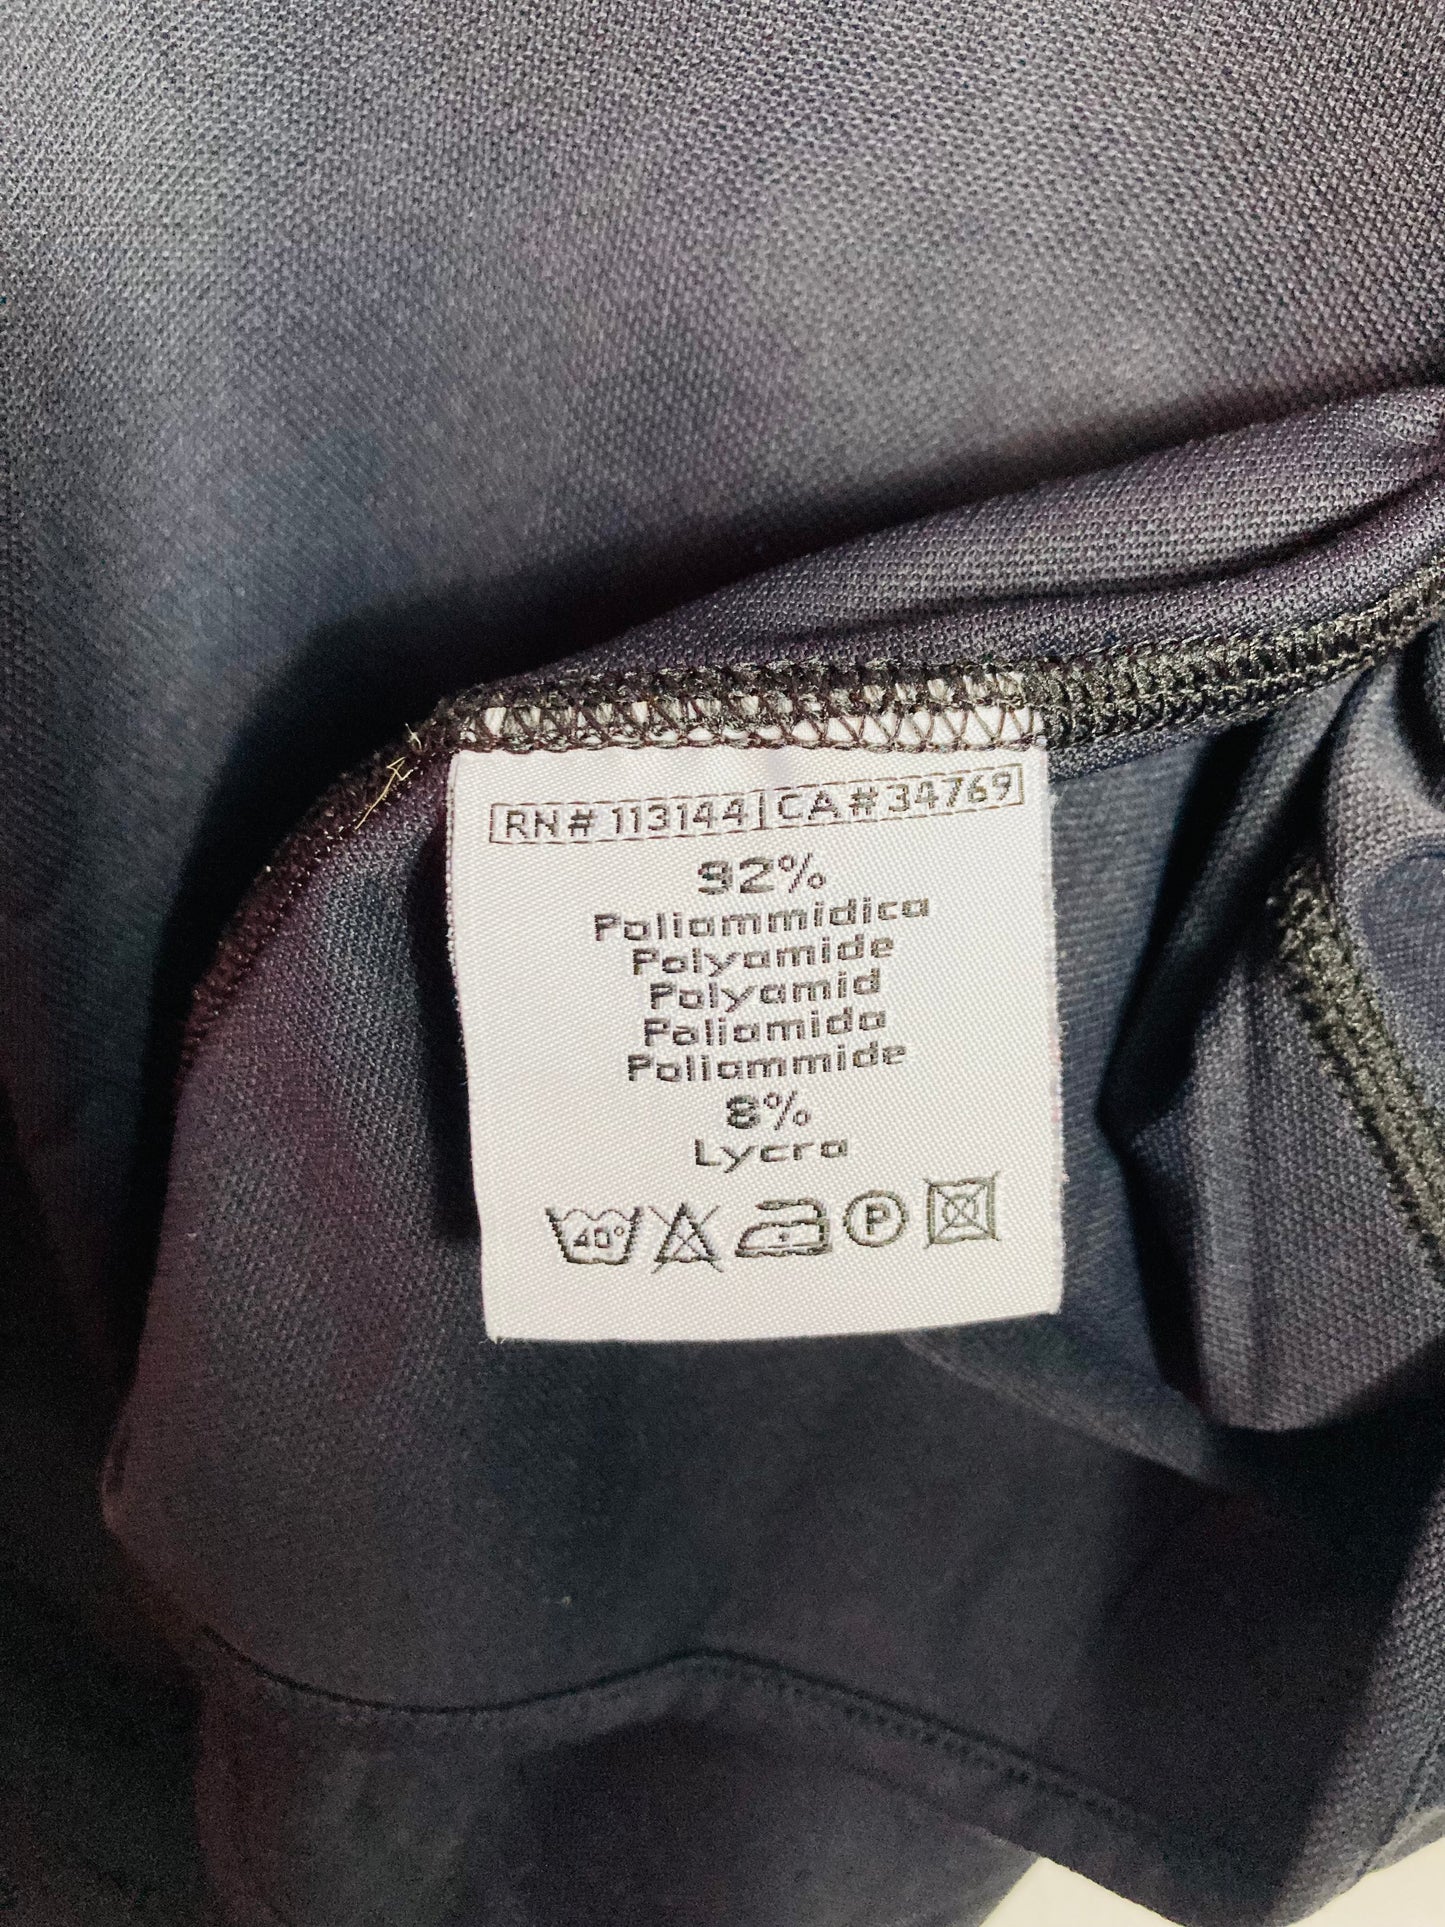 RN# 113144 | CA# 34769
92%
Poliammidica
Polyamide
Polyamid
Poliamida
Poliammide
8%
Lycra
40° P